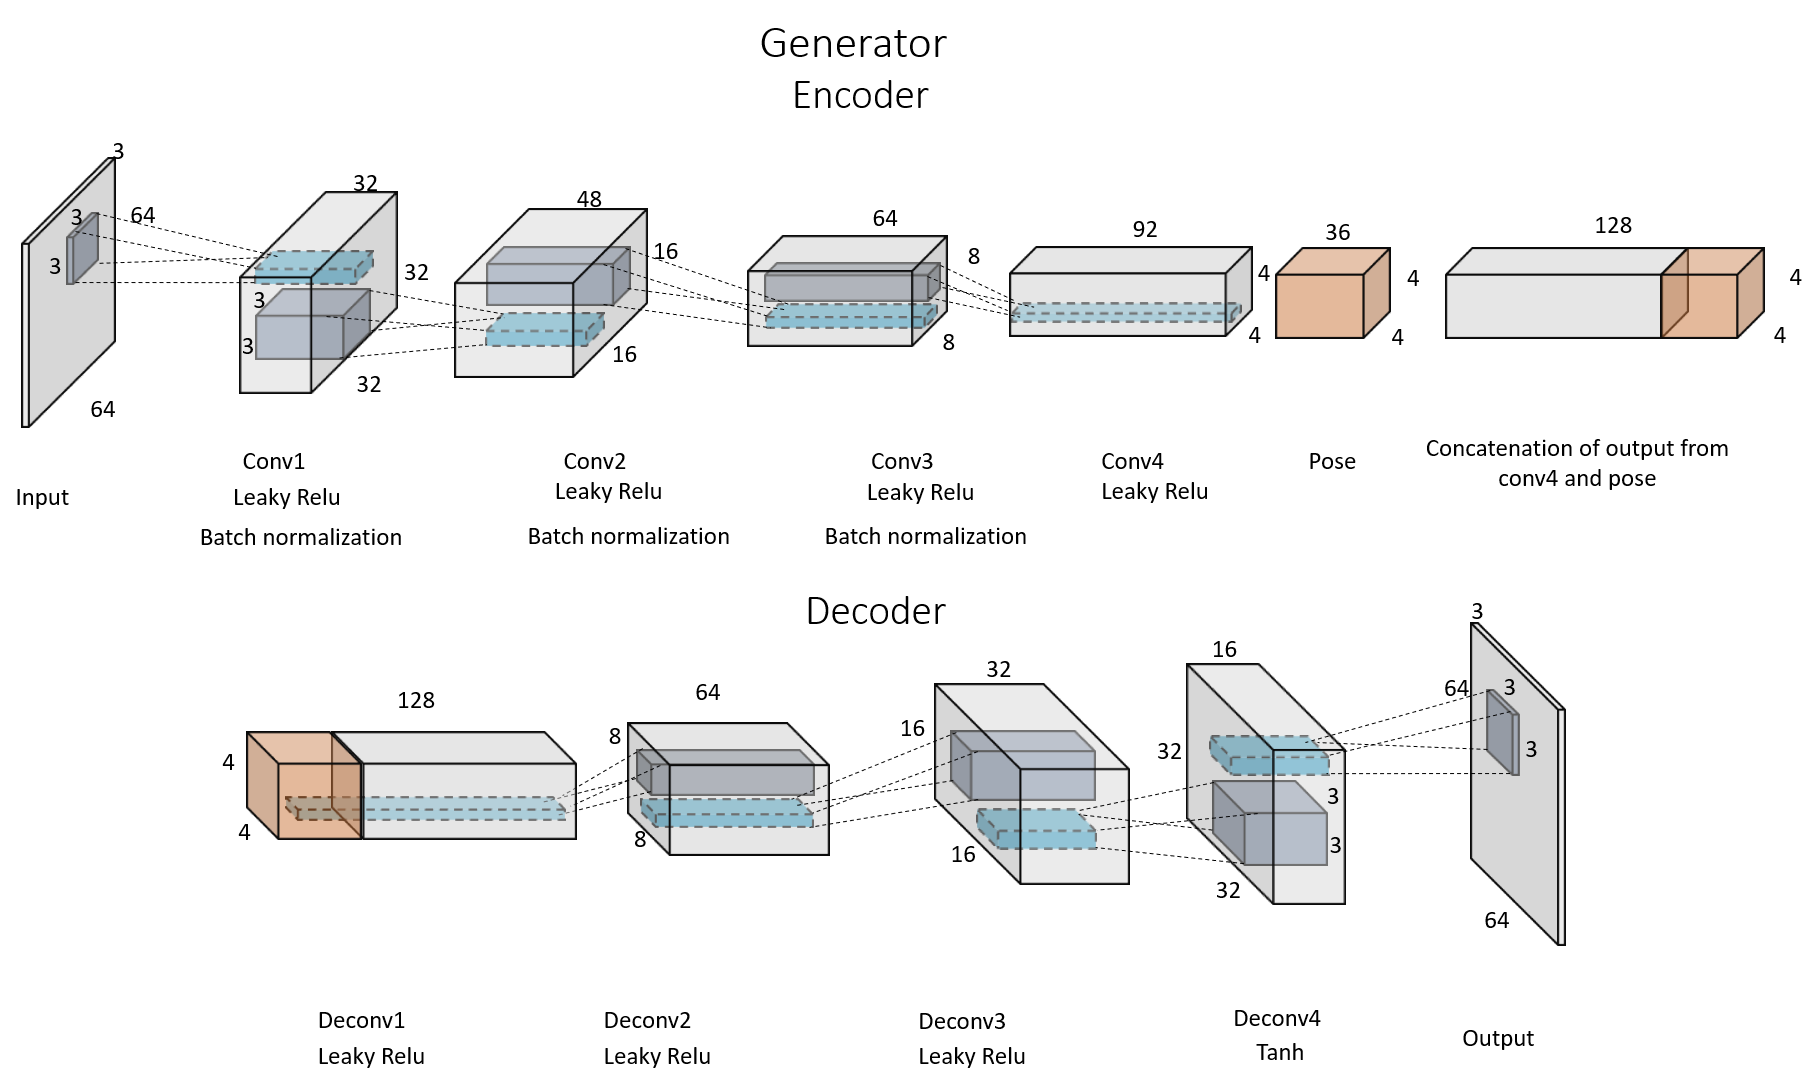 Generator
Encoder
3
64
3
3
64
32
32
3
3
32
48
16
16
64
8
8
92
4
4
36
4
4
128
4
4
Input
Conv1
Leaky Relu
Batch normalization
Conv2
Leaky Relu
Batch normalization
Conv3
Leaky Relu
Batch normalization
Conv4
Leaky Relu
Pose
Concatenation of output from
conv4 and pose
Decoder
128
4
4
64
8
8
32
16
16
16
32
3
3
32
3
64
3
3
64
Deconv1
Leaky Relu
Deconv2
Leaky Relu
Deconv3
Leaky Relu
Deconv4
Tanh
Output